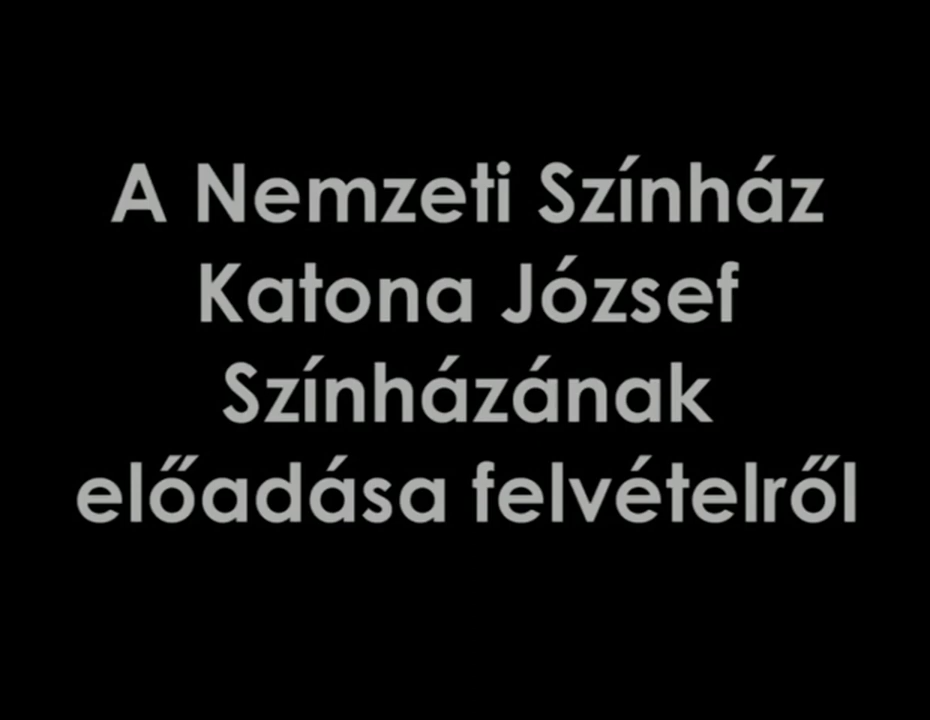 A Nemzeti Színház
Katona József
Színházának
előadása felvételről